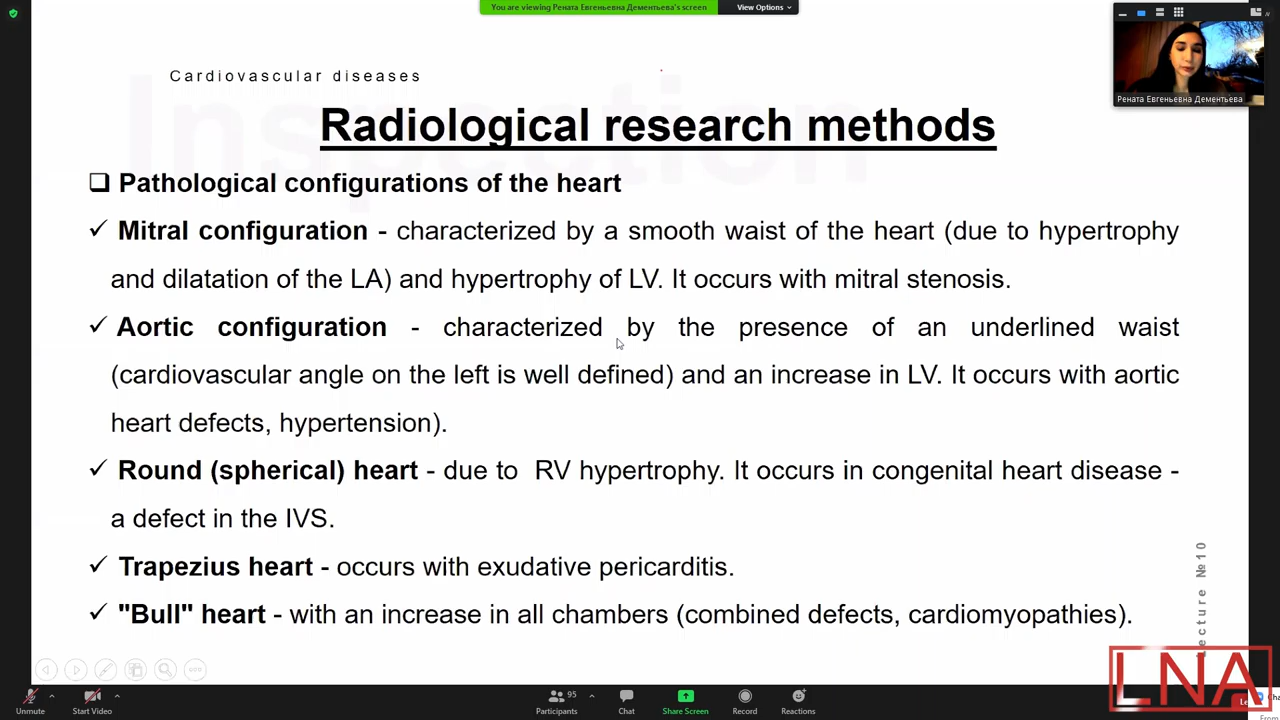 You are viewing Рената Евгеньевна Дементьева's screen
View Options
Рената Евгеньевна Дементьева
Cardiovascular diseases
Inspection
Radiological research methods
Pathological configurations of the heart
Mitral configuration - characterized by a smooth waist of the heart (due to hypertrophy
and dilatation of the LA) and hypertrophy of LV. It occurs with mitral stenosis.
Aortic configuration - characterized by the presence of an underlined waist
(cardiovascular angle on the left is well defined) and an increase in LV. It occurs with aortic
heart defects, hypertension).
Round (spherical) heart - due to RV hypertrophy. It occurs in congenital heart disease -
a defect in the IVS.
Trapezius heart - occurs with exudative pericarditis.
"Bull" heart - with an increase in all chambers (combined defects, cardiomyopathies).
Lecture №10
LNA
Unmute
Start Video
95
Participants
Chat
Share Screen
Record
Reactions